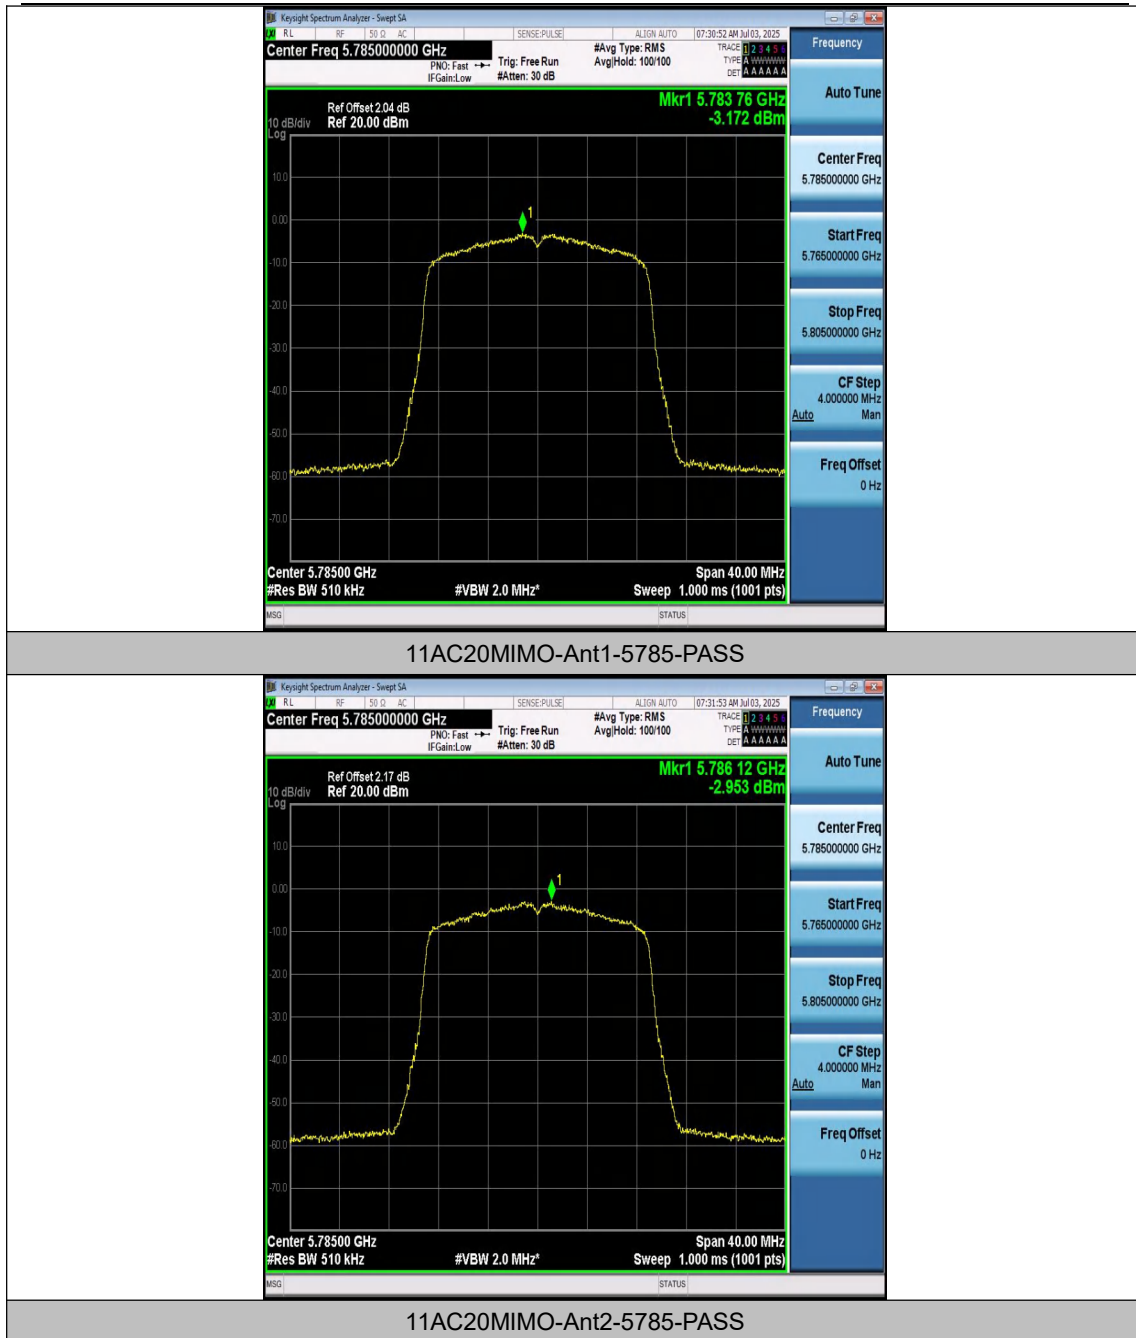 Keysight Spectrum Analyzer - Swept SA
RL RF 50 Ω AC SENSE:PULSE ALIGN AUTO 07:30:52 AM Jul 03, 2025
Center Freq 5.785000000 GHz
PNO: Fast
IFGain:Low
Trig: Free Run
#Atten: 30 dB
#Avg Type: RMS
Avg|Hold: 100/100
TRACE 1 2 3 4 5 6
TYPE A WWWWW
DET A A A A A A
Frequency
Auto Tune
Center Freq
5.785000000 GHz
Start Freq
5.765000000 GHz
Stop Freq
5.805000000 GHz
CF Step
4.000000 MHz
Auto Man
Freq Offset
0 Hz
Ref Offset 2.04 dB
10 dB/div Ref 20.00 dBm
Log
Mkr1 5.783 76 GHz
-3.172 dBm
10.0
0.00
-10.0
-20.0
-30.0
-40.0
-50.0
-60.0
-70.0
1
Center 5.78500 GHz Span 40.00 MHz
#Res BW 510 kHz #VBW 2.0 MHz* Sweep 1.000 ms (1001 pts)
MSG STATUS
11AC20MIMO-Ant1-5785-PASS
Keysight Spectrum Analyzer - Swept SA
RL RF 50 Ω AC SENSE:PULSE ALIGN AUTO 07:31:53 AM Jul 03, 2025
Center Freq 5.785000000 GHz
PNO: Fast
IFGain:Low
Trig: Free Run
#Atten: 30 dB
#Avg Type: RMS
Avg|Hold: 100/100
TRACE 1 2 3 4 5 6
TYPE A WWWWW
DET A A A A A A
Frequency
Auto Tune
Center Freq
5.785000000 GHz
Start Freq
5.765000000 GHz
Stop Freq
5.805000000 GHz
CF Step
4.000000 MHz
Auto Man
Freq Offset
0 Hz
Ref Offset 2.17 dB
10 dB/div Ref 20.00 dBm
Log
Mkr1 5.786 12 GHz
-2.953 dBm
10.0
0.00
-10.0
-20.0
-30.0
-40.0
-50.0
-60.0
-70.0
1
Center 5.78500 GHz Span 40.00 MHz
#Res BW 510 kHz #VBW 2.0 MHz* Sweep 1.000 ms (1001 pts)
MSG STATUS
11AC20MIMO-Ant2-5785-PASS